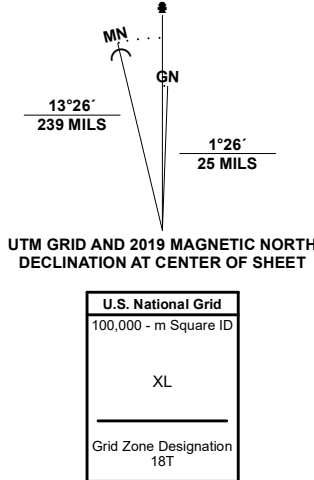 MN
GN
13°26´
239 MILS
1°26´
25 MILS
UTM GRID AND 2019 MAGNETIC NORTH
DECLINATION AT CENTER OF SHEET
U.S. National Grid
100,000 - m Square ID
XL
Grid Zone Designation
18T